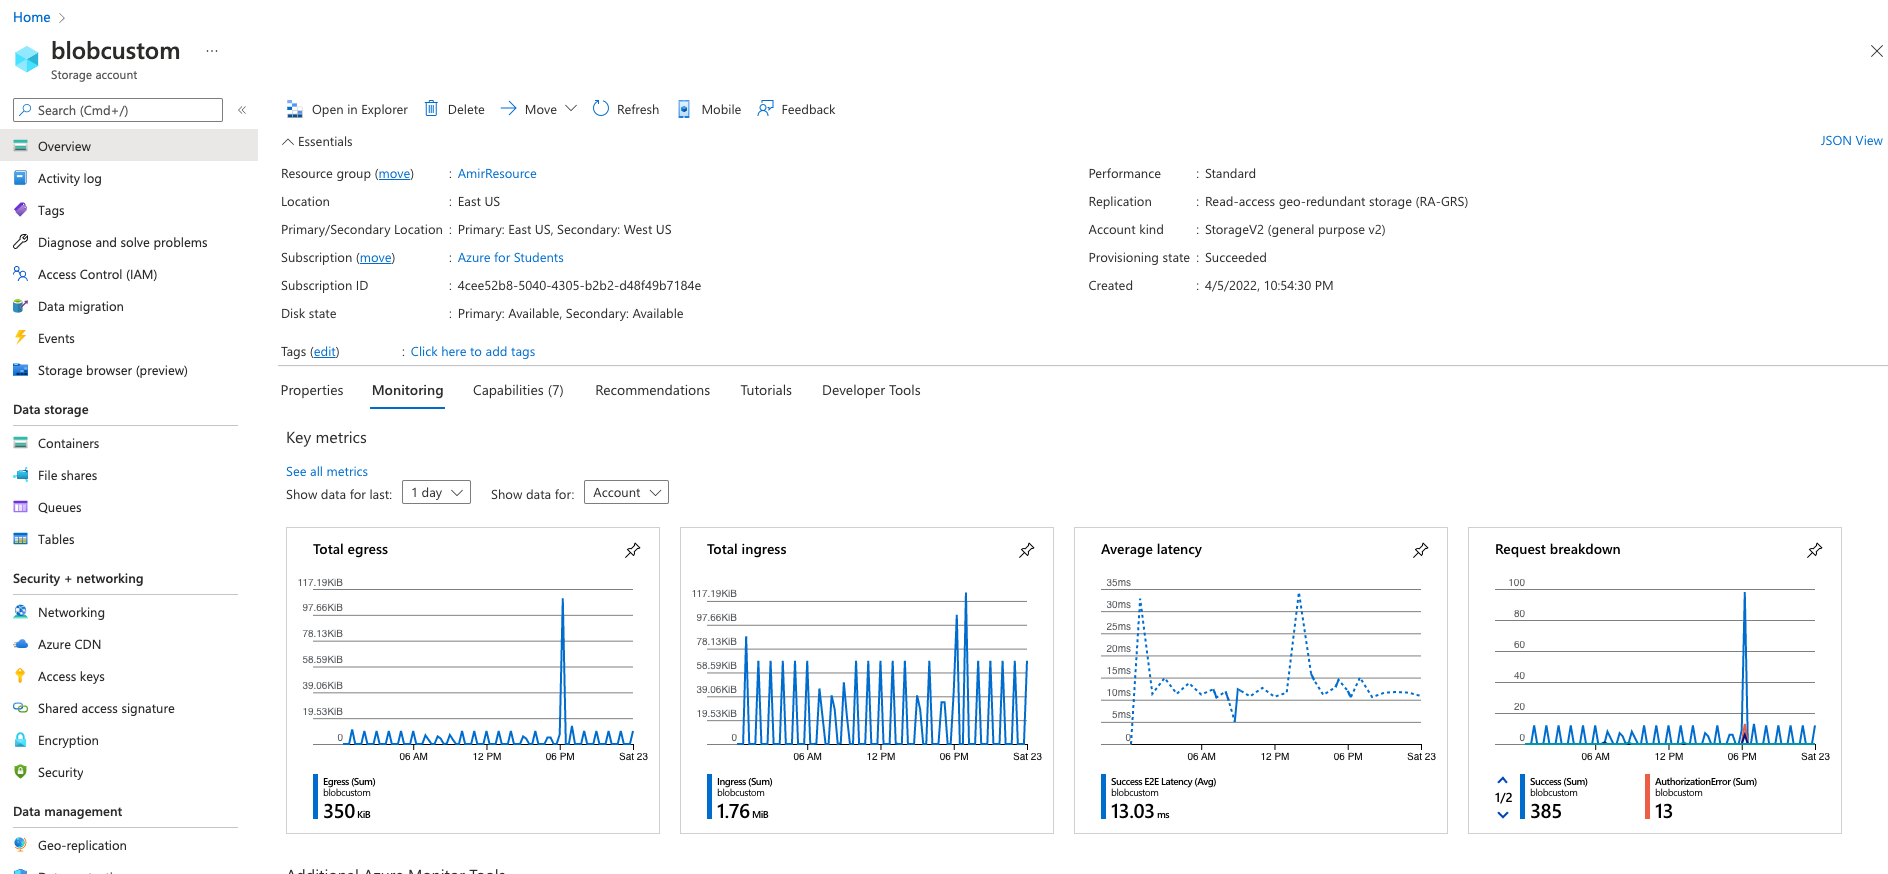 Home
blobcustom
Storage account
Search (Cmd+/)
Overview
Activity log
Tags
Diagnose and solve problems
Access Control (IAM)
Data migration
Events
Storage browser (preview)
Data storage
Containers
File shares
Queues
Tables
Security + networking
Networking
Azure CDN
Access keys
Shared access signature
Encryption
Security
Data management
Geo-replication
Open in Explorer Delete Move Refresh Mobile Feedback
Essentials
JSON View
Resource group (move) : AmirResource
Location : East US
Primary/Secondary Location : Primary: East US, Secondary: West US
Subscription (move) : Azure for Students
Subscription ID : 4cee52b8-5040-4305-b2b2-d48f49b7184e
Disk state : Primary: Available, Secondary: Available
Tags (edit) : Click here to add tags
Performance : Standard
Replication : Read-access geo-redundant storage (RA-GRS)
Account kind : StorageV2 (general purpose v2)
Provisioning state : Succeeded
Created : 4/5/2022, 10:54:30 PM
Properties Monitoring Capabilities (7) Recommendations Tutorials Developer Tools
Key metrics
See all metrics
Show data for last: 1 day Show data for: Account
Total egress
117.19KiB
97.66KiB
78.13KiB
58.59KiB
39.06KiB
19.53KiB
0
06 AM 12 PM 06 PM Sat 23
Egress (Sum)
blobcustom
350 KiB
Total ingress
117.19KiB
97.66KiB
78.13KiB
58.59KiB
39.06KiB
19.53KiB
0
06 AM 12 PM 06 PM Sat 23
Ingress (Sum)
blobcustom
1.76 MiB
Average latency
35ms
30ms
25ms
20ms
15ms
10ms
5ms
0
06 AM 12 PM 06 PM Sat 23
Success E2E Latency (Avg)
blobcustom
13.03 ms
Request breakdown
100
80
60
40
20
0
06 AM 12 PM 06 PM Sat 23
1/2
Success (Sum)
blobcustom
385
AuthorizationError (Sum)
blobcustom
13
Additional Azure Monitor Tools